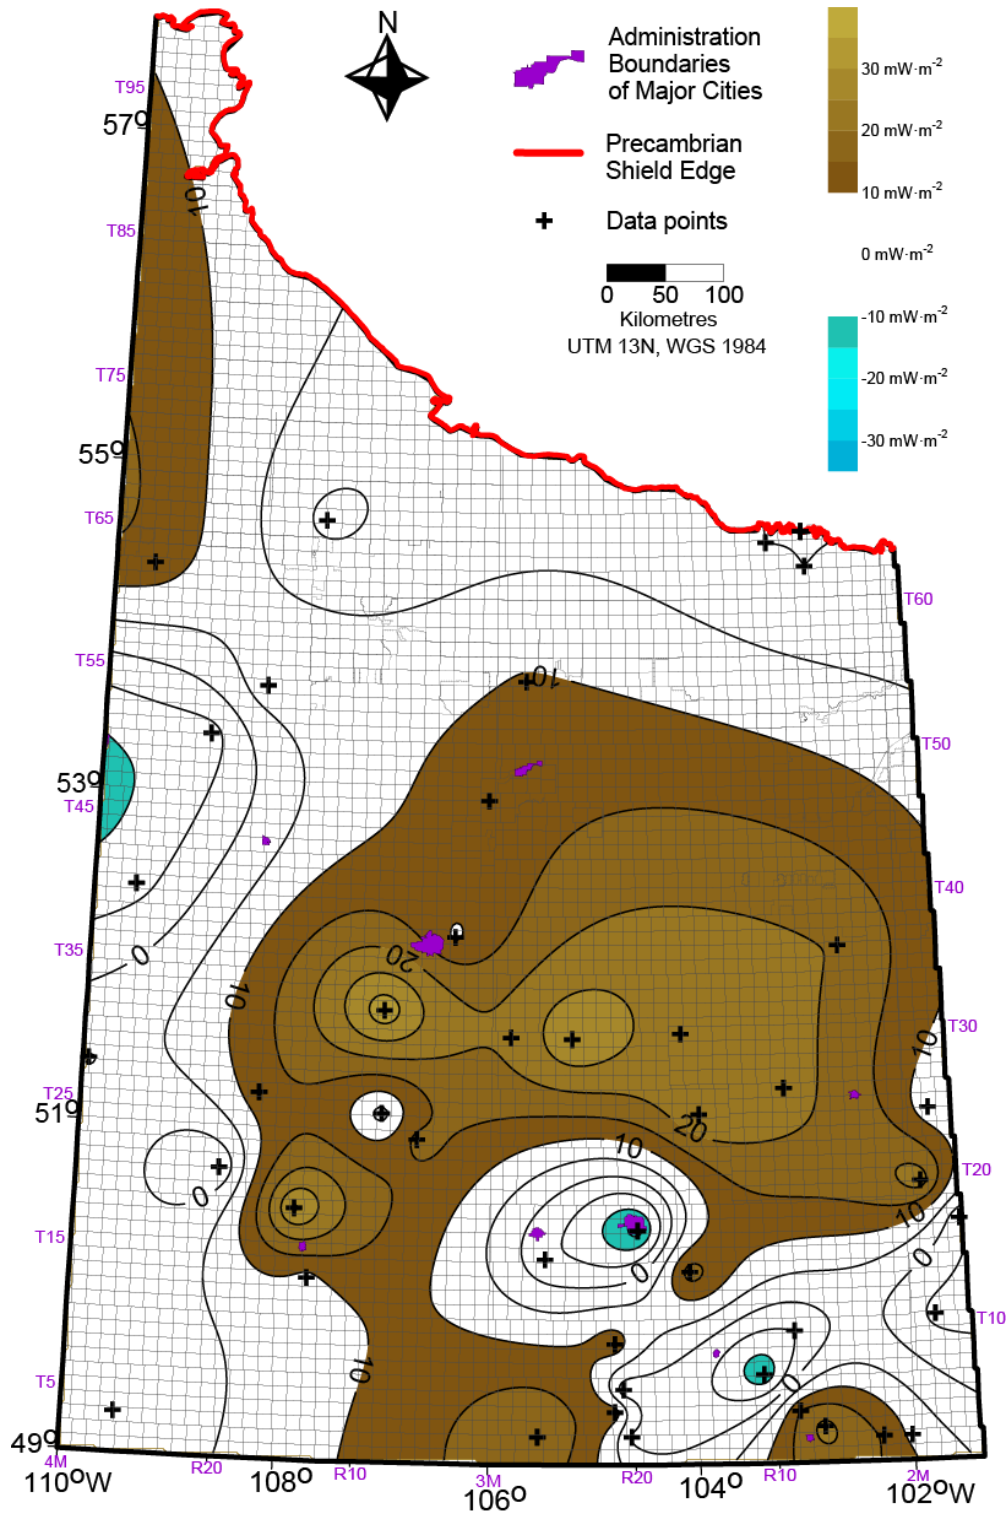 N
Administration
Boundaries
of Major Cities
Precambrian
Shield Edge
Data points
0 50 100
Kilometres
UTM 13N, WGS 1984
30 mW·m-2
20 mW·m-2
10 mW·m-2
0 mW·m-2
-10 mW·m-2
-20 mW·m-2
-30 mW·m-2
T95
57º
10
T85
T75
55º
T65
T60
T55
10
T50
53º
T45
T40
T35
0
20
10
T30
10
T25
51º
20
10
T20
0
10
T15
0
0
T10
10
T5
0
49º
4M
R20
R10
3M
R20
R10
2M
110ºW
108º
106º
104º
102ºW